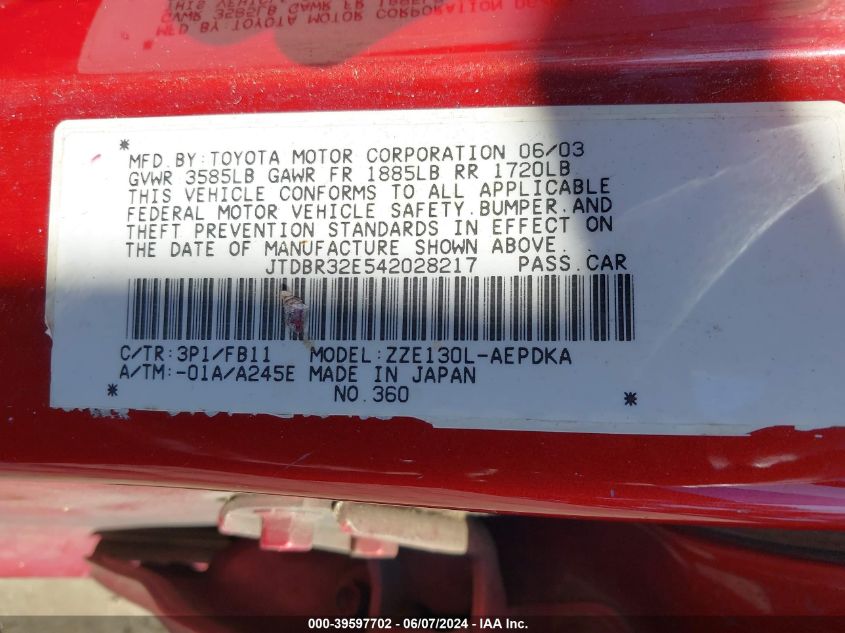 *
MFD.BY:TOYOTA MOTOR CORPORATION 06/03
GVWR 3585LB GAWR FR 1885LB RR 1720LB
THIS VEHICLE CONFORMS TO ALL APPLICABLE
FEDERAL MOTOR VEHICLE SAFETY.BUMPER.AND
THEFT PREVENTION STANDARDS IN EFFECT ON
THE DATE OF MANUFACTURE SHOWN ABOVE.
JTDBR32E542028217 PASS.CAR
C/TR:3P1/FB11 MODEL:ZZE130L-AEPDKA
A/TM:-01A/A245E MADE IN JAPAN
* NO.360 *
000-39597702 - 06/07/2024 - IAA Inc.